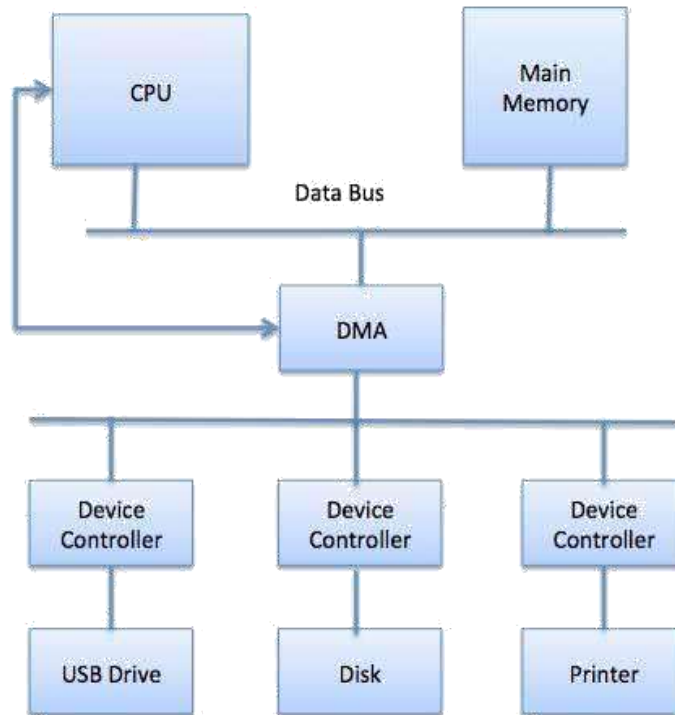 CPU
Main
Memory
Data Bus
DMA
Device
Controller
Device
Controller
Device
Controller
USB Drive
Disk
Printer